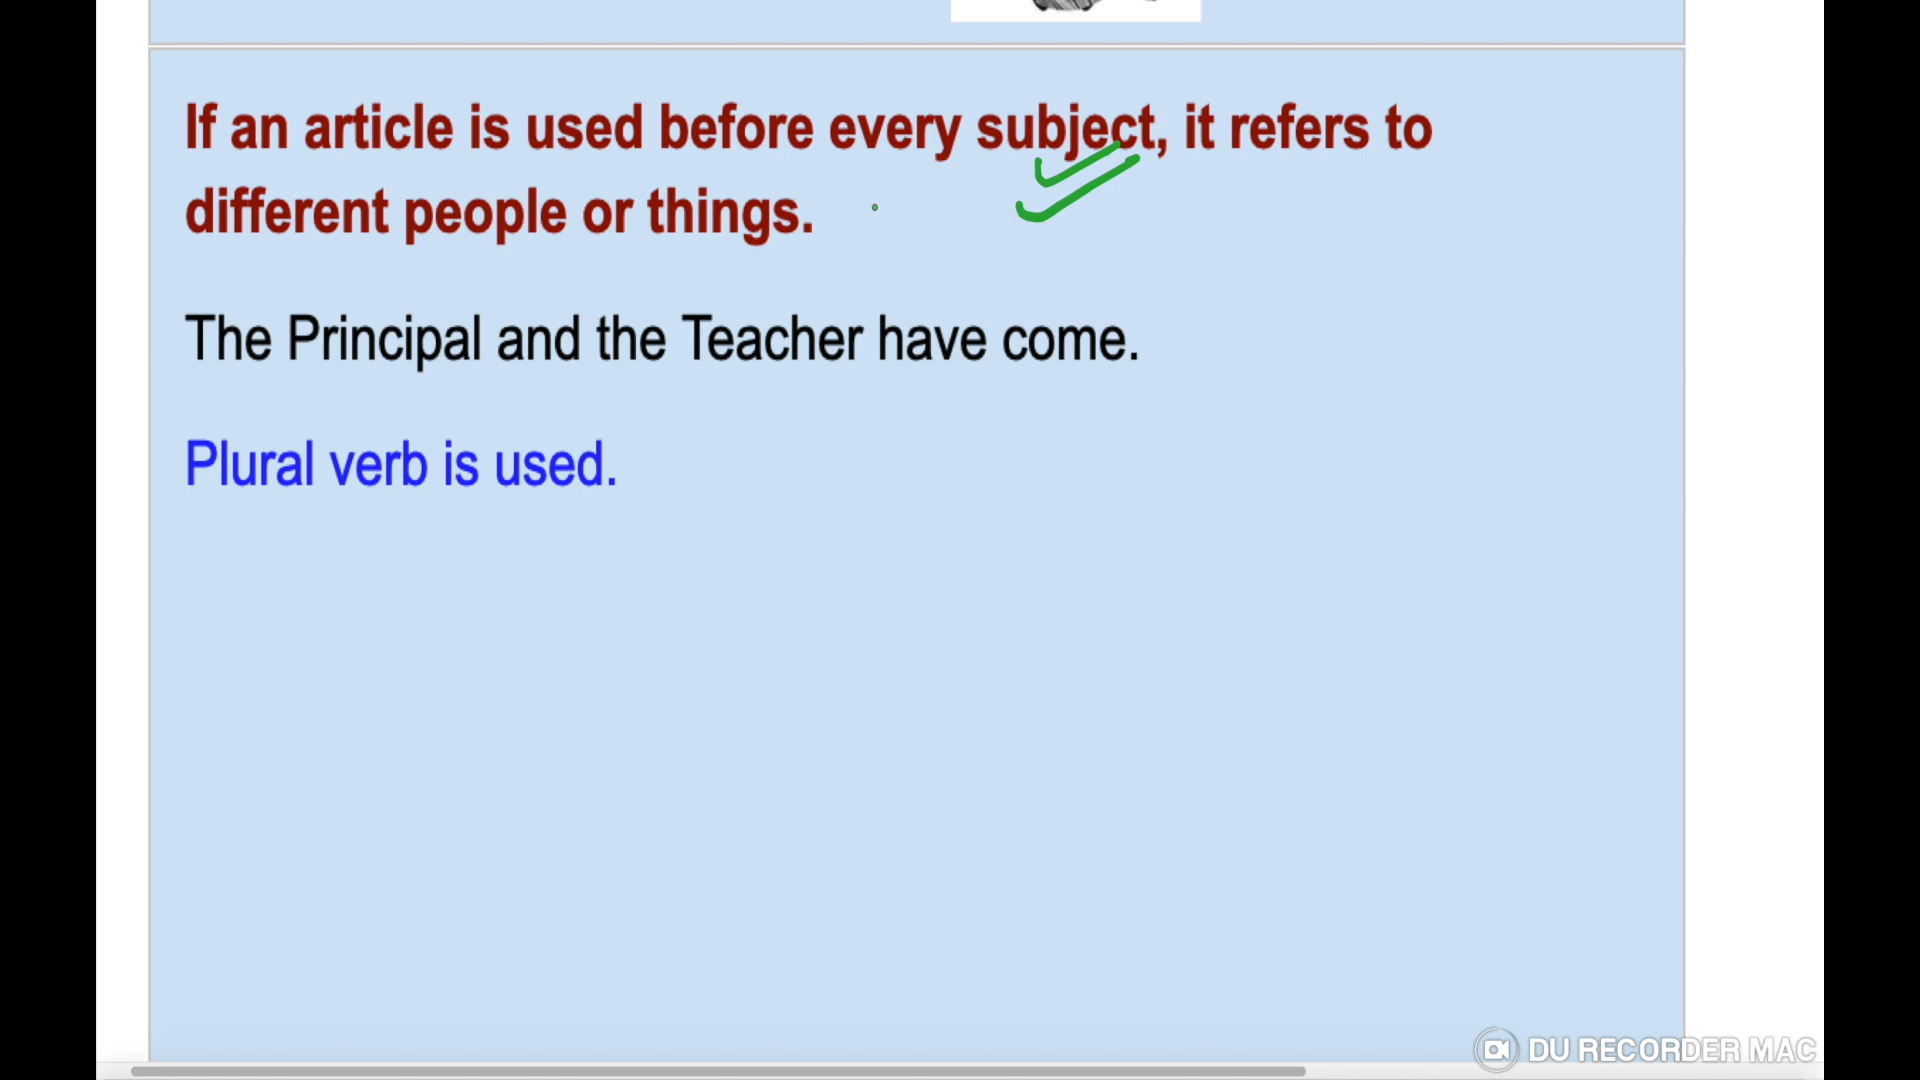 If an article is used before every subject, it refers to
different people or things.
The Principal and the Teacher have come.
Plural verb is used.
DU RECORDER MAC